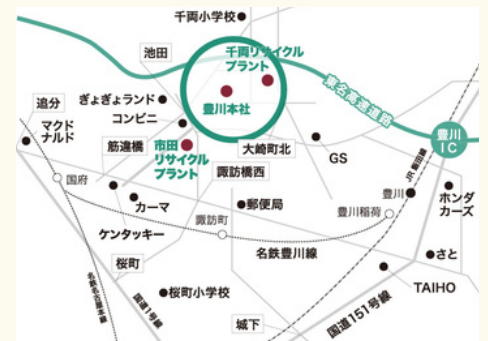 千両小学校
千両リサイクル
プラント
池田
東名高速道路
追分
ぎょぎょランド
豊川本社
コンビニ
マクド
ナルド
筋違橋
市田
リサイクル
プラント
大崎町北
GS
豊川
IC
JR飯田線
諏訪橋西
国府
カーマ
郵便局
豊川
豊川稲荷
ホンダ
カーズ
ケンタッキー
諏訪町
名鉄豊川線
さと
桜町
名鉄名古屋本線
国道1号線
桜町小学校
TAIHO
城下
国道151号線